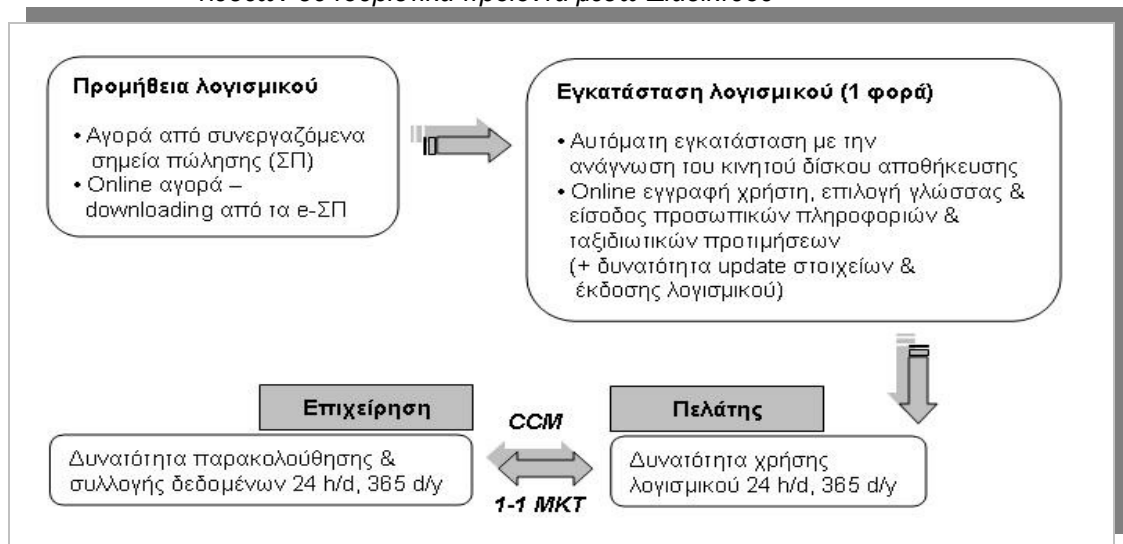 Προμήθεια λογισμικού
• Αγορά από συνεργαζόμενα
σημεία πώλησης (ΣΠ)
• Online αγορά –
downloading από τα e-ΣΠ
Εγκατάσταση λογισμικού (1 φορά)
• Αυτόματη εγκατάσταση με την
ανάγνωση του κινητού δίσκου αποθήκευσης
• Online εγγραφή χρήστη, επιλογή γλώσσας &
είσοδος προσωπικών πληροφοριών &
ταξιδιωτικών προτιμήσεων
(+ δυνατότητα update στοιχείων &
έκδοσης λογισμικού)
Επιχείρηση
Δυνατότητα παρακολούθησης &
συλλογής δεδομένων 24 h/d, 365 d/y
CCM
1-1 MKT
Πελάτης
Δυνατότητα χρήσης
λογισμικού 24 h/d, 365 d/y